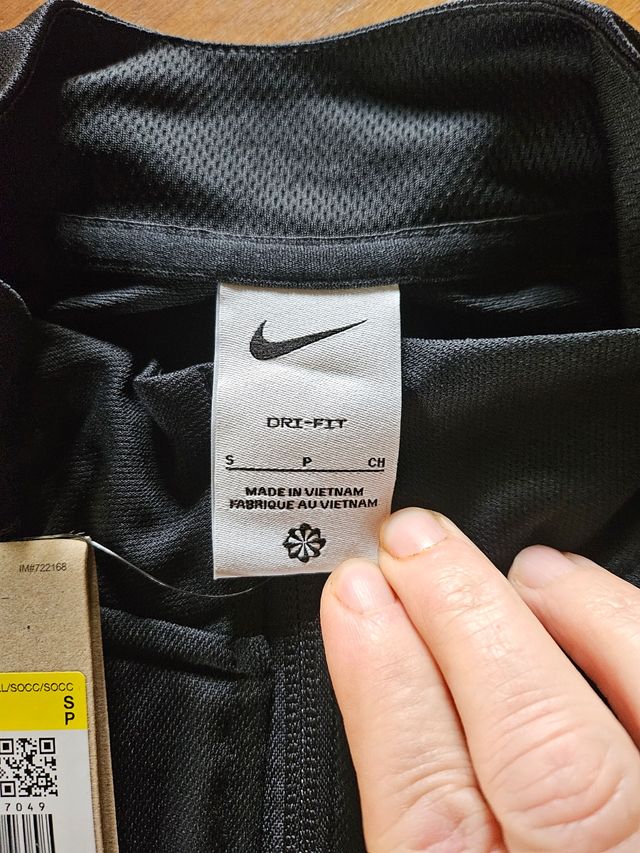 DRI-FIT
S P CH
MADE IN VIETNAM
FABRIQUE AU VIETNAM
IM#722168
/SOCC/SOCC
S
P
7049